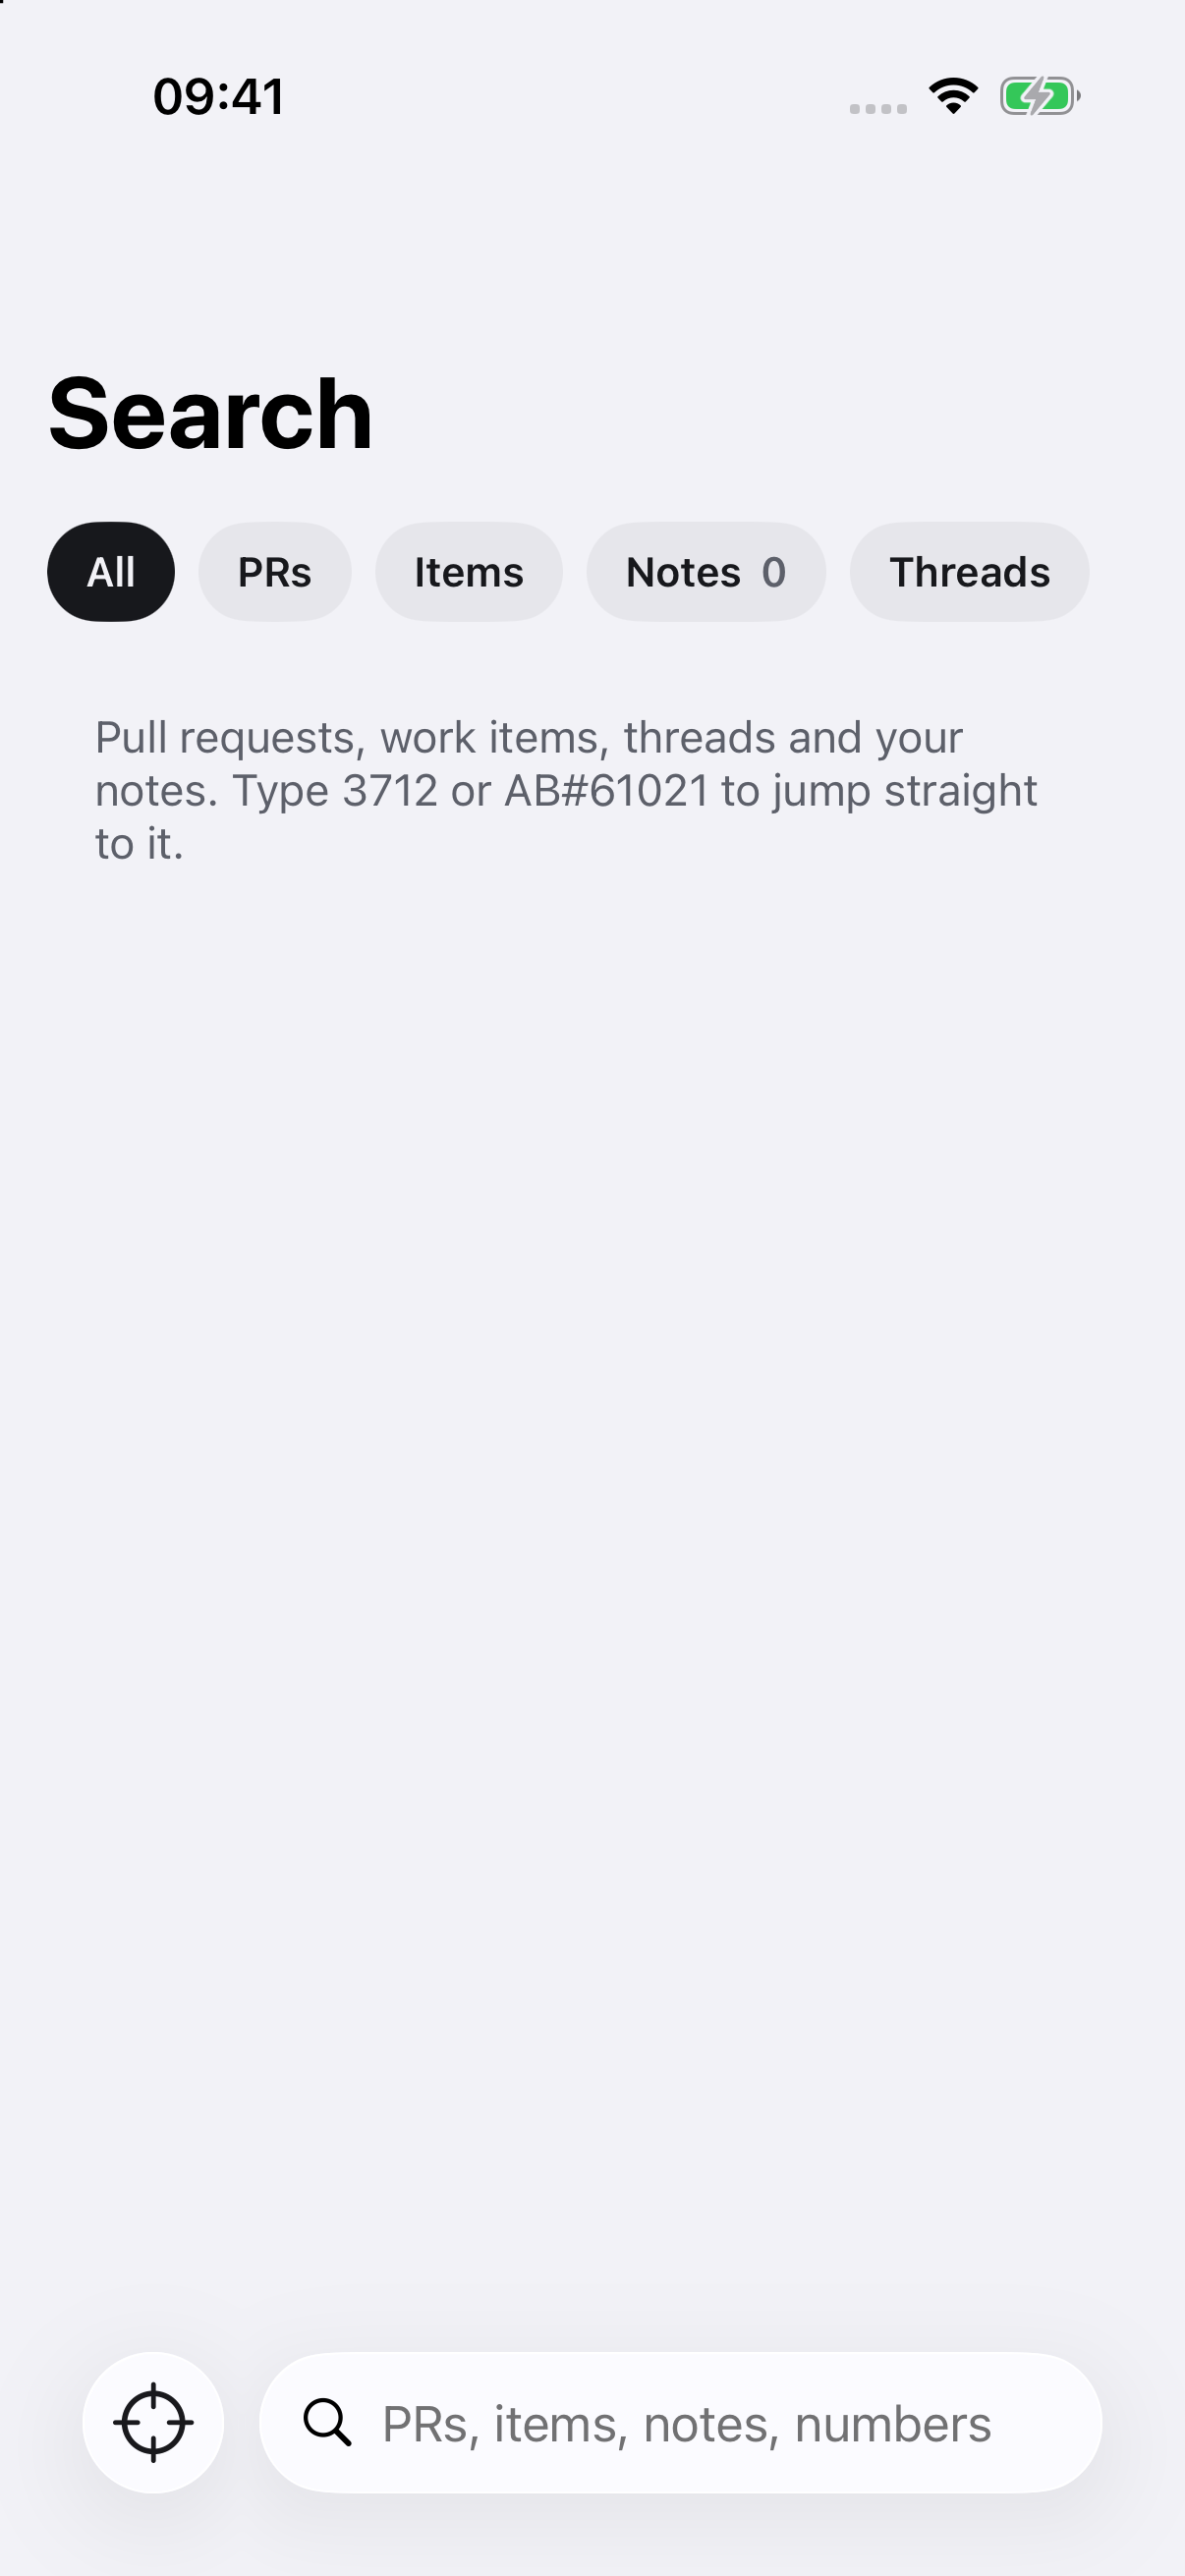 09:41
Search
All PRs Items Notes 0 Threads
Pull requests, work items, threads and your
notes. Type 3712 or AB#61021 to jump straight
to it.
PRs, items, notes, numbers